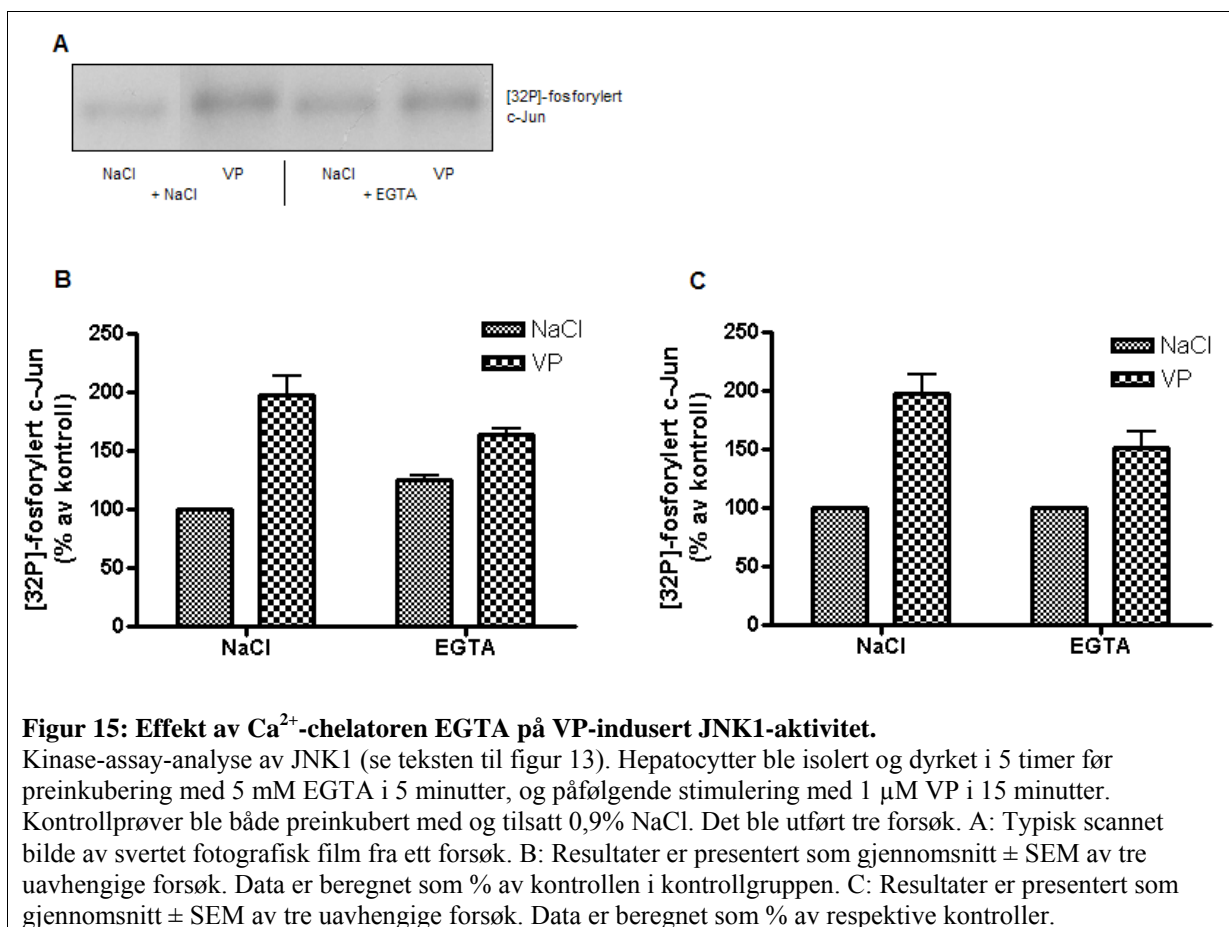 A
[32P]-fosforylert
c-Jun
NaCl VP NaCl VP
+ NaCl + EGTA
B
NaCl
VP
[32P]-fosforylert c-Jun
(% av kontroll)
250
200
150
100
50
0
NaCl EGTA
C
NaCl
VP
[32P]-fosforylert c-Jun
(% av kontroll)
250
200
150
100
50
0
NaCl EGTA
Figur 15: Effekt av Ca²⁺-chelatoren EGTA på VP-indusert JNK1-aktivitet.
Kinase-assay-analyse av JNK1 (se teksten til figur 13). Hepatocytter ble isolert og dyrket i 5 timer før
preinkubering med 5 mM EGTA i 5 minutter, og påfølgende stimulering med 1 µM VP i 15 minutter.
Kontrollprøver ble både preinkubert med og tilsatt 0,9% NaCl. Det ble utført tre forsøk. A: Typisk scannet
bilde av svertet fotografisk film fra ett forsøk. B: Resultater er presentert som gjennomsnitt ± SEM av tre
uavhengige forsøk. Data er beregnet som % av kontrollen i kontrollgruppen. C: Resultater er presentert som
gjennomsnitt ± SEM av tre uavhengige forsøk. Data er beregnet som % av respektive kontroller.